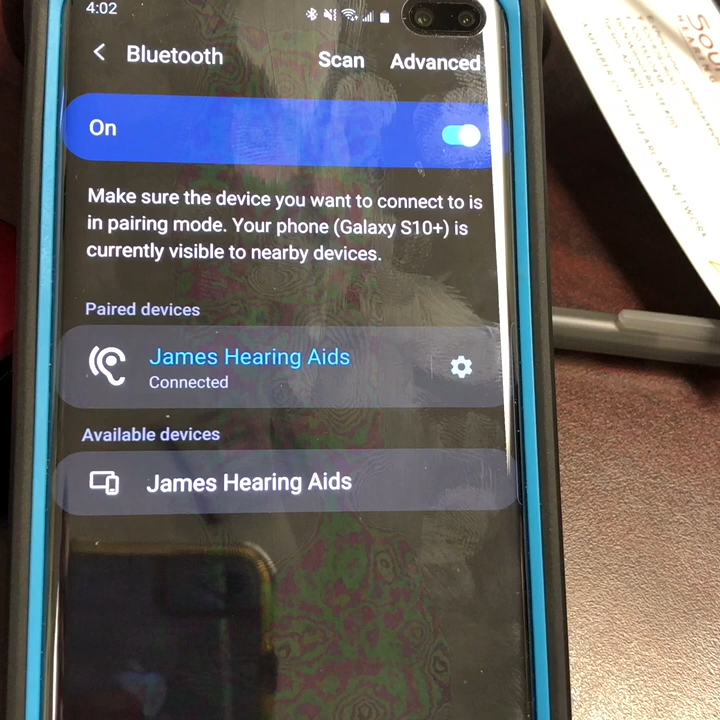 4:02
Bluetooth Scan Advanced
On
Make sure the device you want to connect to is
in pairing mode. Your phone (Galaxy S10+) is
currently visible to nearby devices.
Paired devices
James Hearing Aids
Connected
Available devices
James Hearing Aids